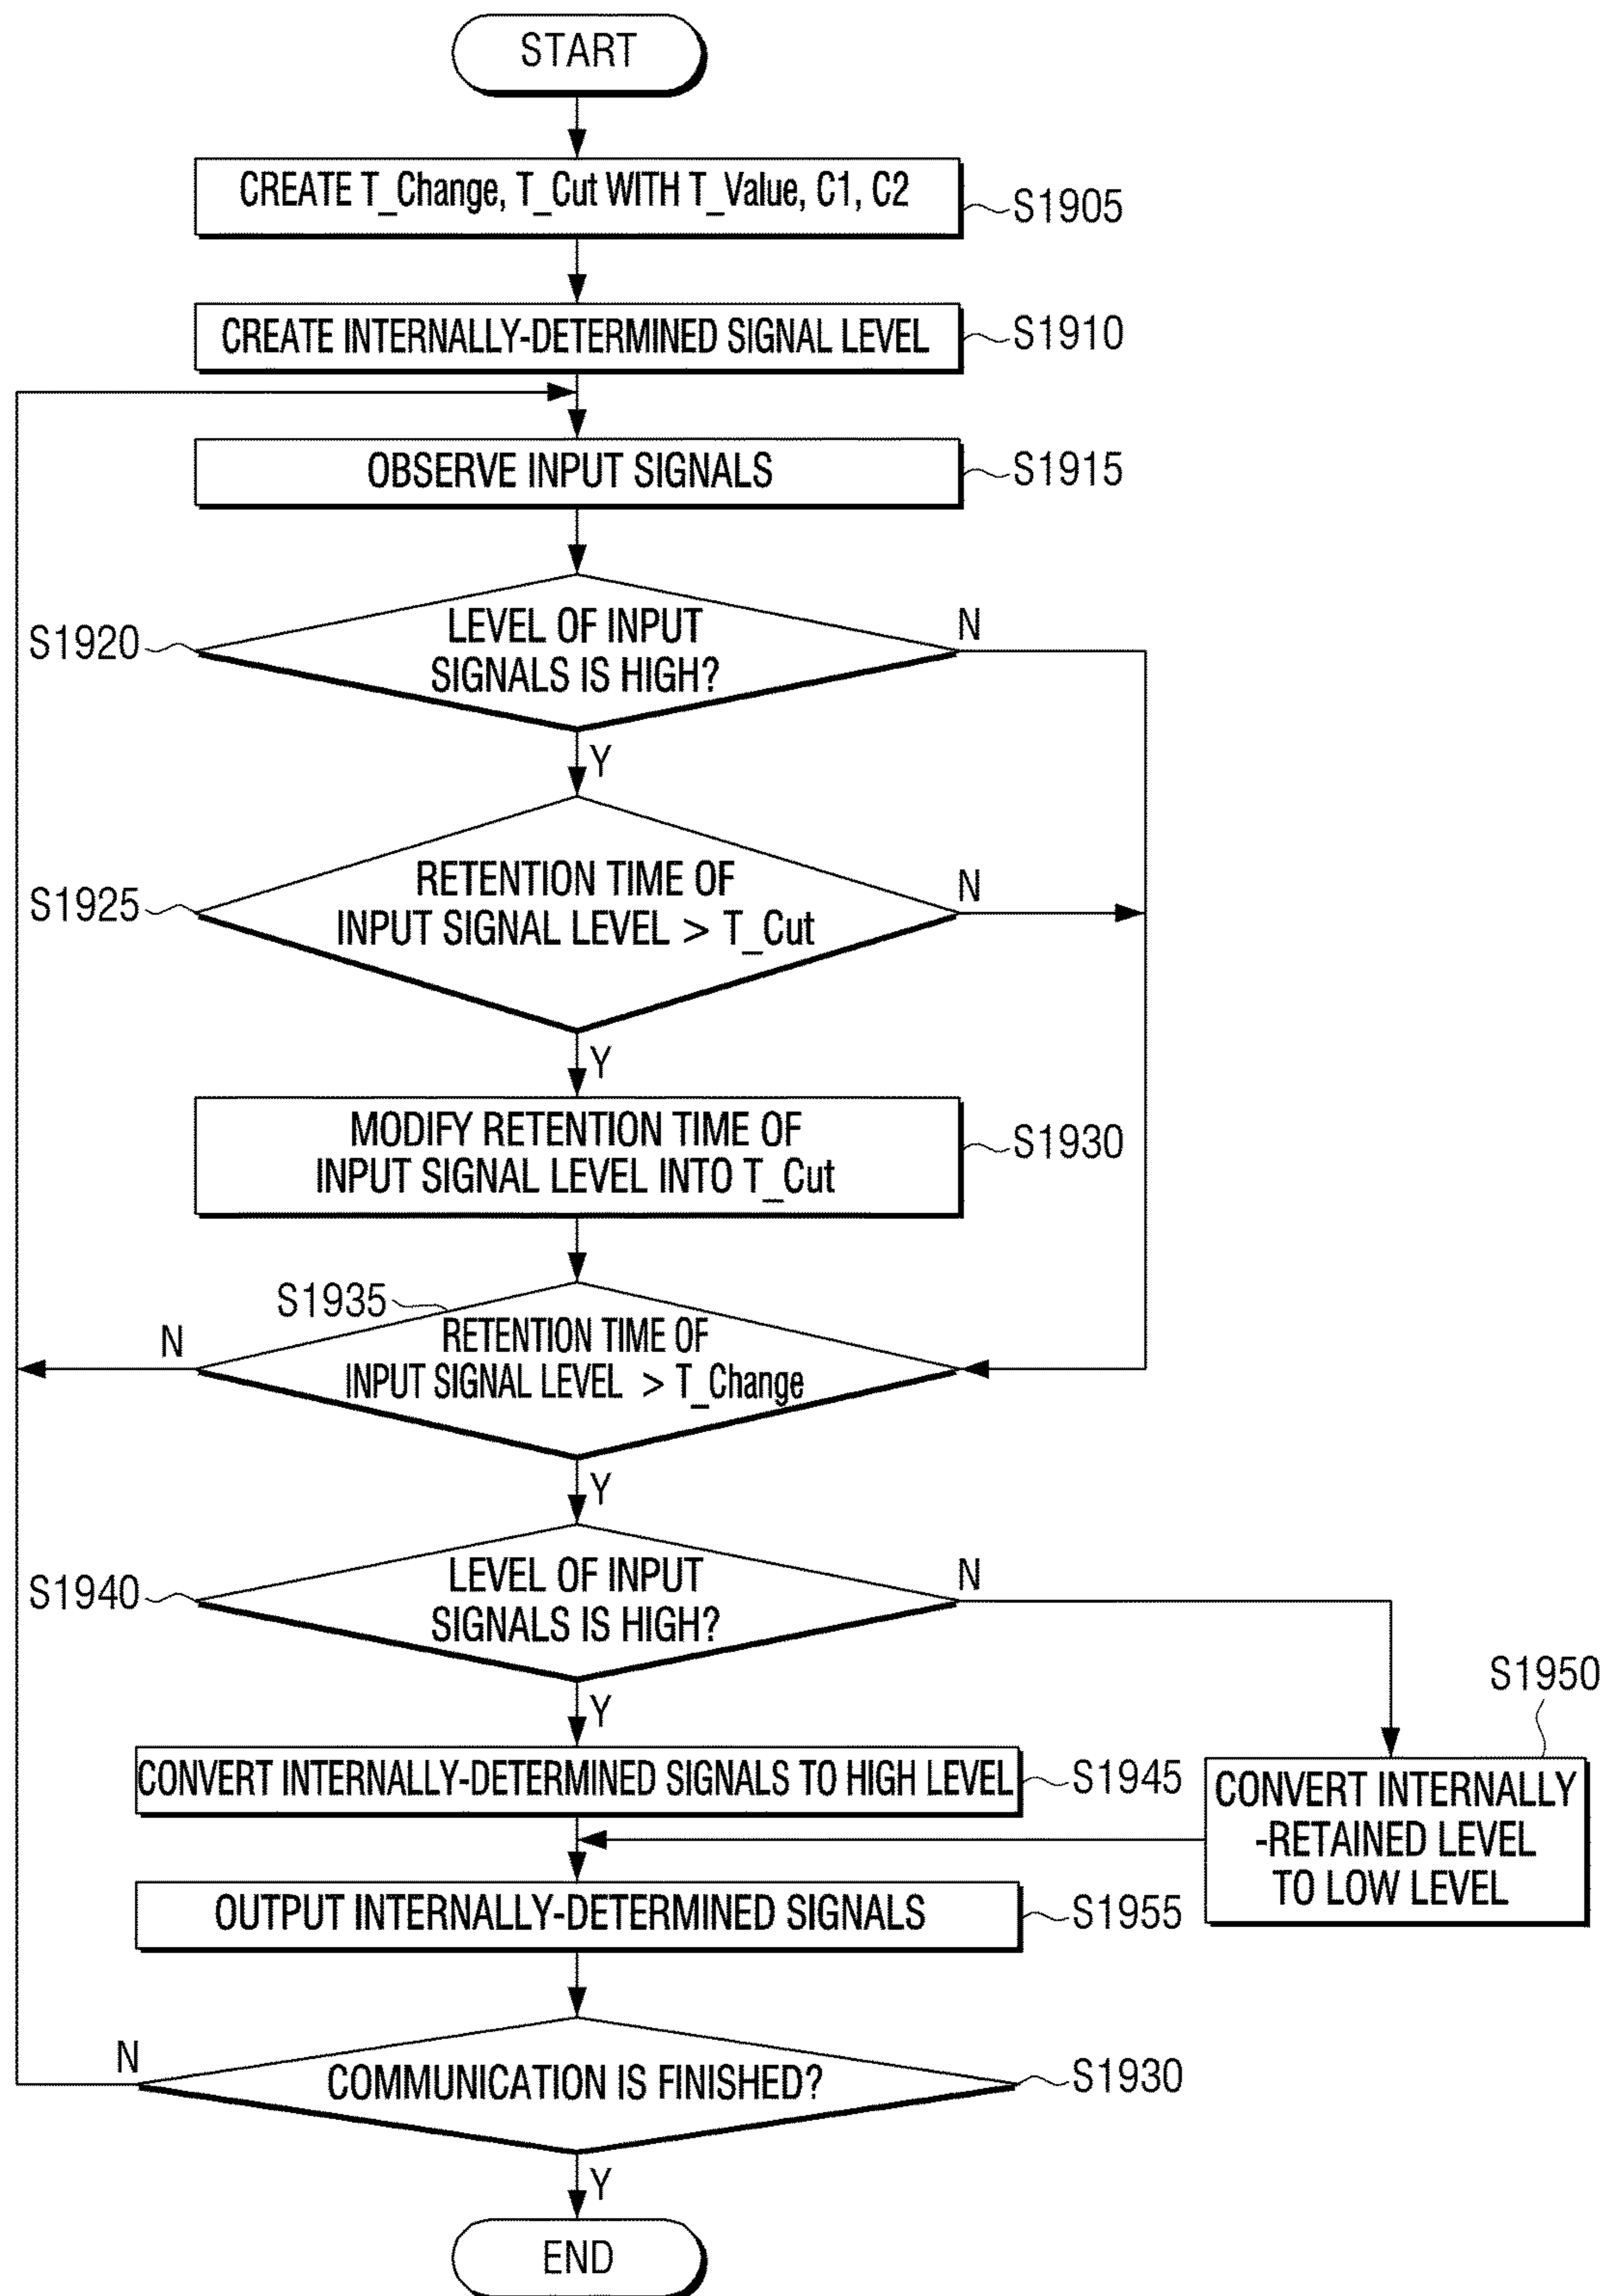 START
CREATE T_Change, T_Cut WITH T_Value, C1, C2
S1905
CREATE INTERNALLY-DETERMINED SIGNAL LEVEL
S1910
OBSERVE INPUT SIGNALS
S1915
S1920
LEVEL OF INPUT
SIGNALS IS HIGH?
N
Y
S1925
RETENTION TIME OF
INPUT SIGNAL LEVEL > T_Cut
N
Y
MODIFY RETENTION TIME OF
INPUT SIGNAL LEVEL INTO T_Cut
S1930
S1935
N
RETENTION TIME OF
INPUT SIGNAL LEVEL > T_Change
Y
S1940
LEVEL OF INPUT
SIGNALS IS HIGH?
N
Y
S1950
CONVERT INTERNALLY-DETERMINED SIGNALS TO HIGH LEVEL
S1945
CONVERT INTERNALLY
-RETAINED LEVEL
TO LOW LEVEL
OUTPUT INTERNALLY-DETERMINED SIGNALS
S1955
N
COMMUNICATION IS FINISHED?
S1930
Y
END